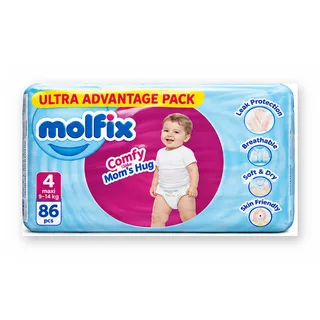 ULTRA ADVANTAGE PACK
molfix
Comfy
Like
Mom's Hug
4
maxi
9-14 kg
86
pcs
Leak Protection
Breathable
Soft & Dry
Skin Friendly